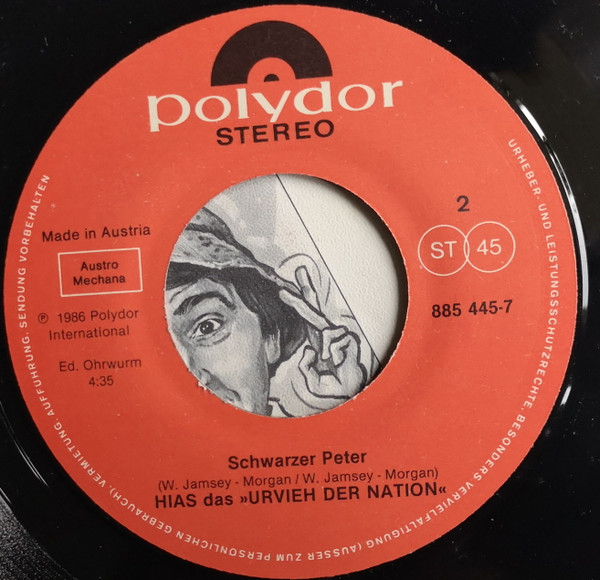 polydor
STEREO
Made in Austria
Austro
Mechana
℗ 1986 Polydor
International
Ed. Ohrwurm
4:35
2
ST 45
885 445-7
Schwarzer Peter
(W. Jamsey - Morgan / W. Jamsey - Morgan)
HIAS das »URVIEH DER NATION«
URHEBER- UND LEISTUNGSSCHUTZRECHTE, BESONDERS VERVIELFÄLTIGUNG (AUSSER ZUM PERSÖNLICHEN GEBRAUCH), VERMIETUNG, AUFFÜHRUNG, SENDUNG VORBEHALTEN